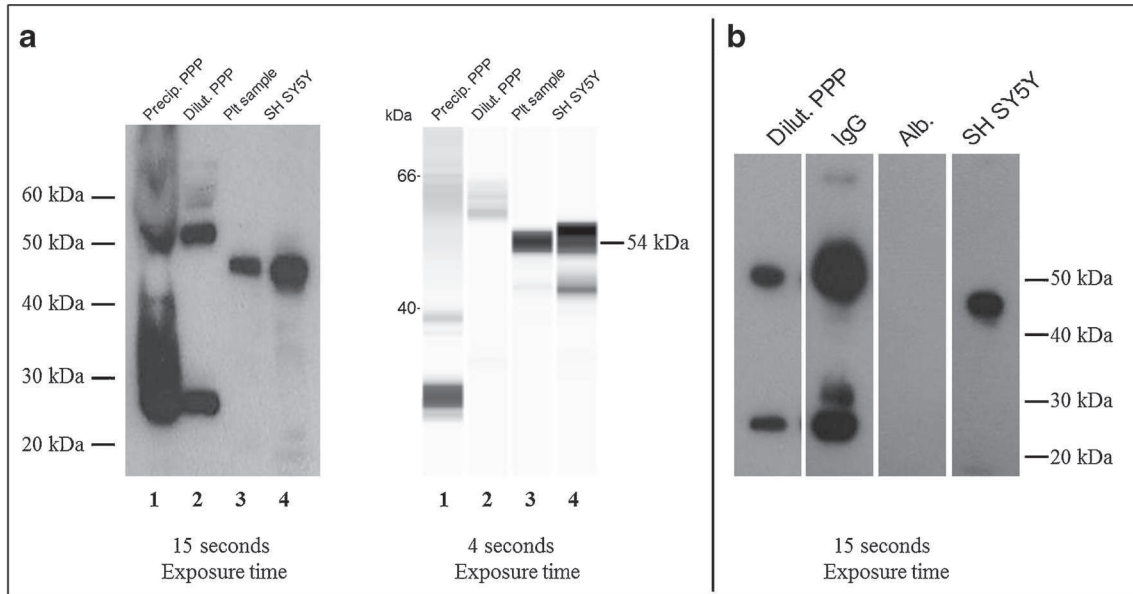 a
Precip. PPP
Dilut. PPP
Plt sample
SH SY5Y
60 kDa
50 kDa
40 kDa
30 kDa
20 kDa
1 2 3 4
15 seconds
Exposure time
kDa
Precip. PPP
Dilut. PPP
Plt sample
SH SY5Y
66-
40-
54 kDa
1 2 3 4
4 seconds
Exposure time
b
Dilut. PPP
IgG
Alb.
SH SY5Y
50 kDa
40 kDa
30 kDa
20 kDa
15 seconds
Exposure time